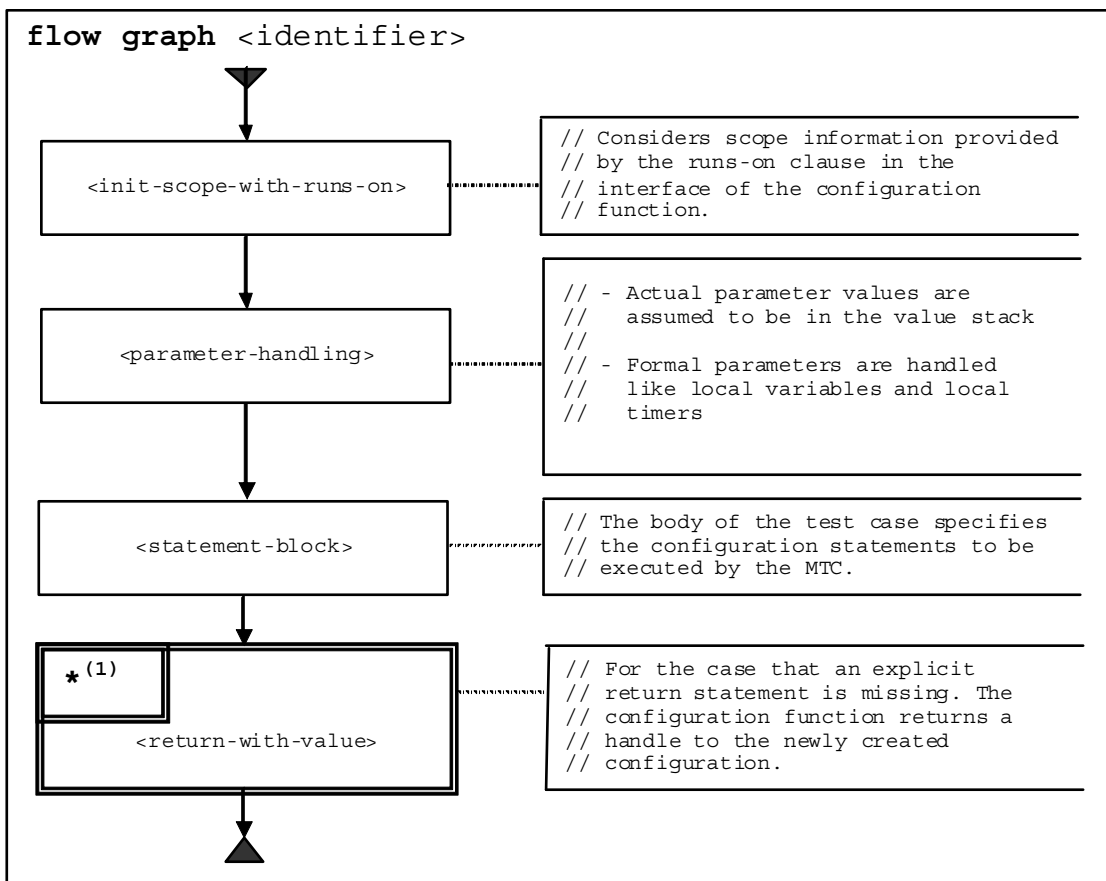 flow graph <identifier>
<init-scope-with-runs-on>
// Considers scope information provided
// by the runs-on clause in the
// interface of the configuration
// function.
<parameter-handling>
// - Actual parameter values are
//   assumed to be in the value stack
//
// - Formal parameters are handled
//   like local variables and local
//   timers
<statement-block>
// The body of the test case specifies
// the configuration statements to be
// executed by the MTC.
*(1)
<return-with-value>
// For the case that an explicit
// return statement is missing. The
// configuration function returns a
// handle to the newly created
// configuration.